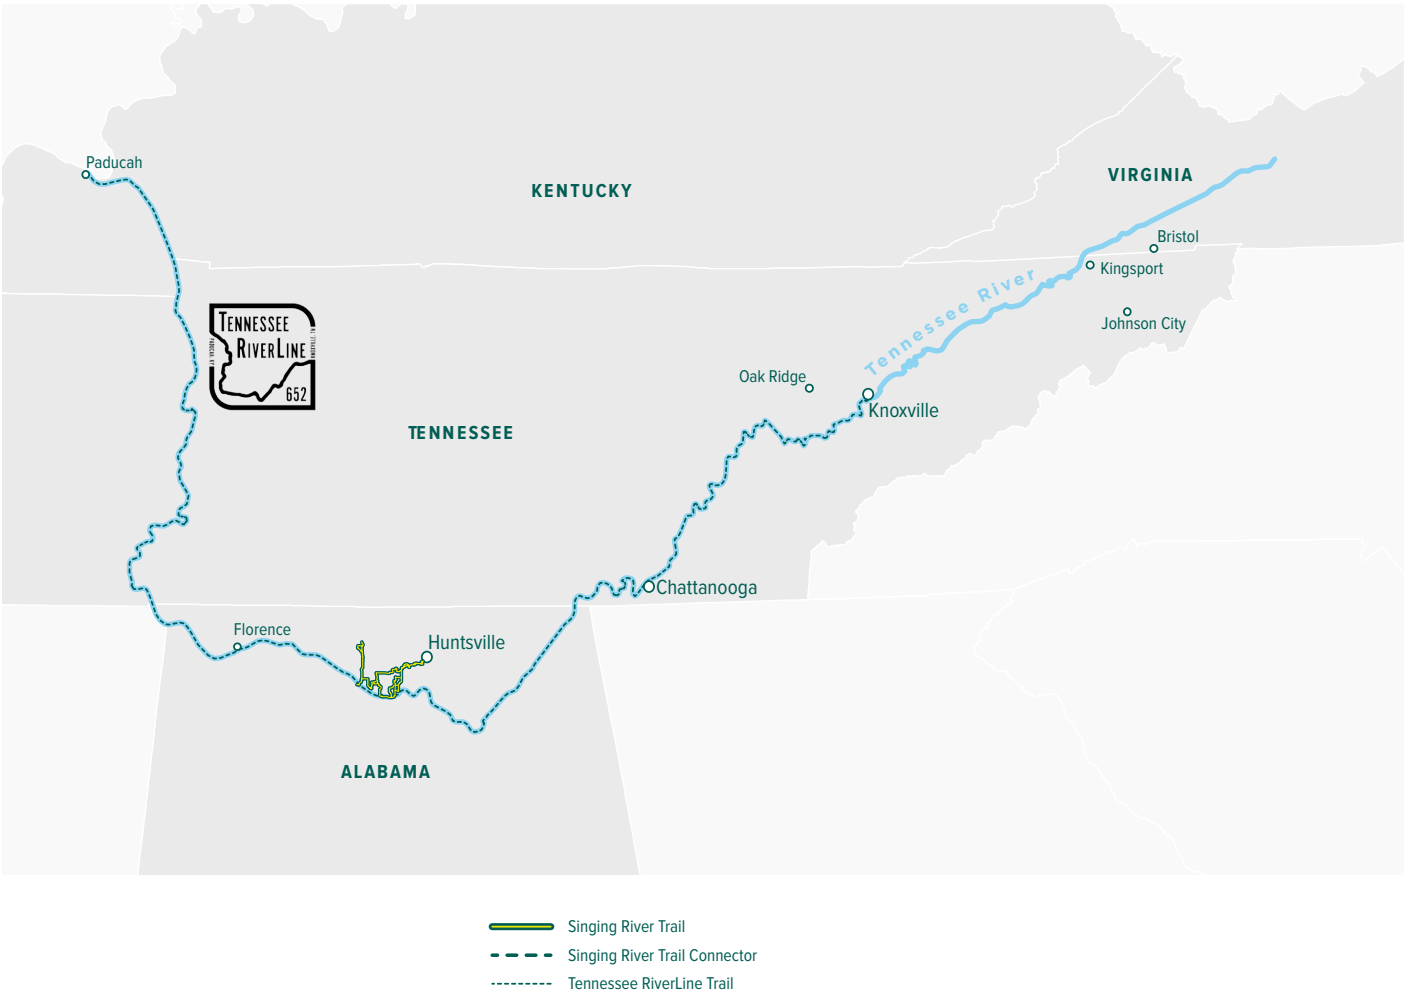 Paducah
KENTUCKY
VIRGINIA
Bristol
Kingsport
Tennessee River
Johnson City
TENNESSEE
RIVERLINE
652
Oak Ridge
Knoxville
TENNESSEE
Chattanooga
Florence
Huntsville
ALABAMA
Singing River Trail
Singing River Trail Connector
Tennessee RiverLine Trail